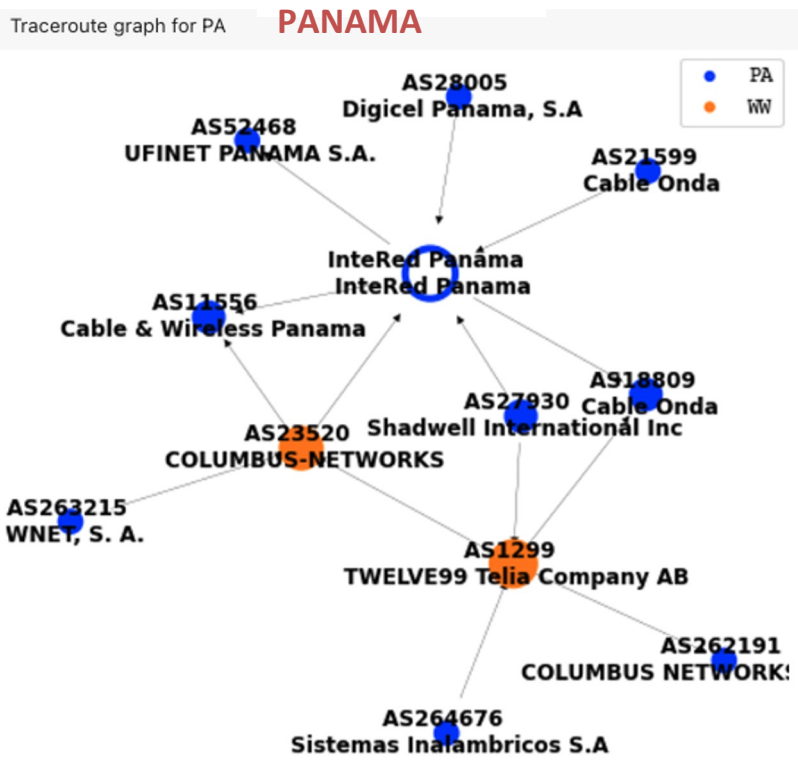 Traceroute graph for PA
PANAMA
PA
WW
AS28005
Digicel Panama, S.A
AS52468
UFINET PANAMA S.A.
AS21599
Cable Onda
InteRed Panama
InteRed Panama
AS11556
Cable & Wireless Panama
AS18809
Cable Onda
AS27930
Shadwell International Inc
AS23520
COLUMBUS-NETWORKS
AS263215
WNET, S. A.
AS1299
TWELVE99 Telia Company AB
AS262191
COLUMBUS NETWORKS
AS264676
Sistemas Inalambricos S.A